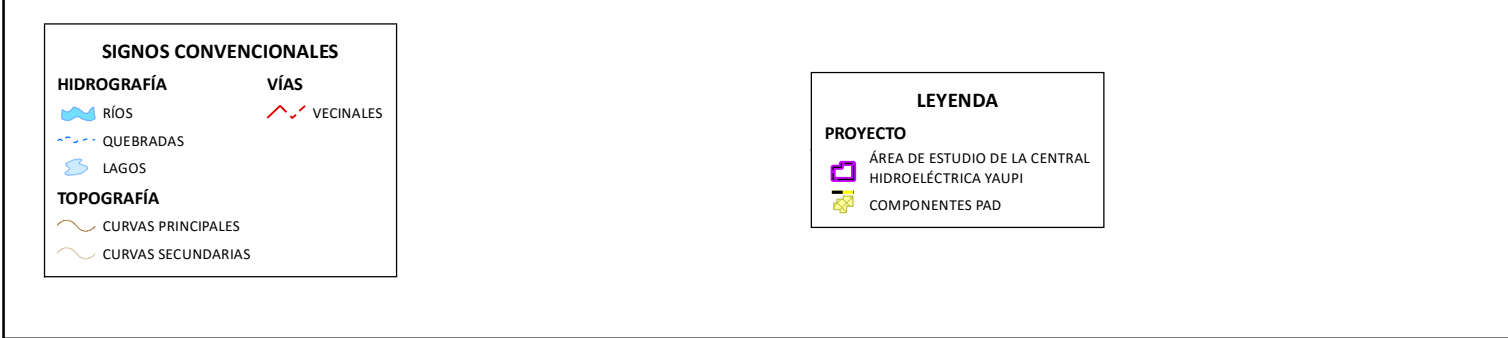 SIGNOS CONVENCIONALES
HIDROGRAFÍA
RÍOS
QUEBRADAS
LAGOS
VÍAS
VECINALES
TOPOGRAFÍA
CURVAS PRINCIPALES
CURVAS SECUNDARIAS
LEYENDA
PROYECTO
ÁREA DE ESTUDIO DE LA CENTRAL
HIDROELÉCTRICA YAUPI
COMPONENTES PAD